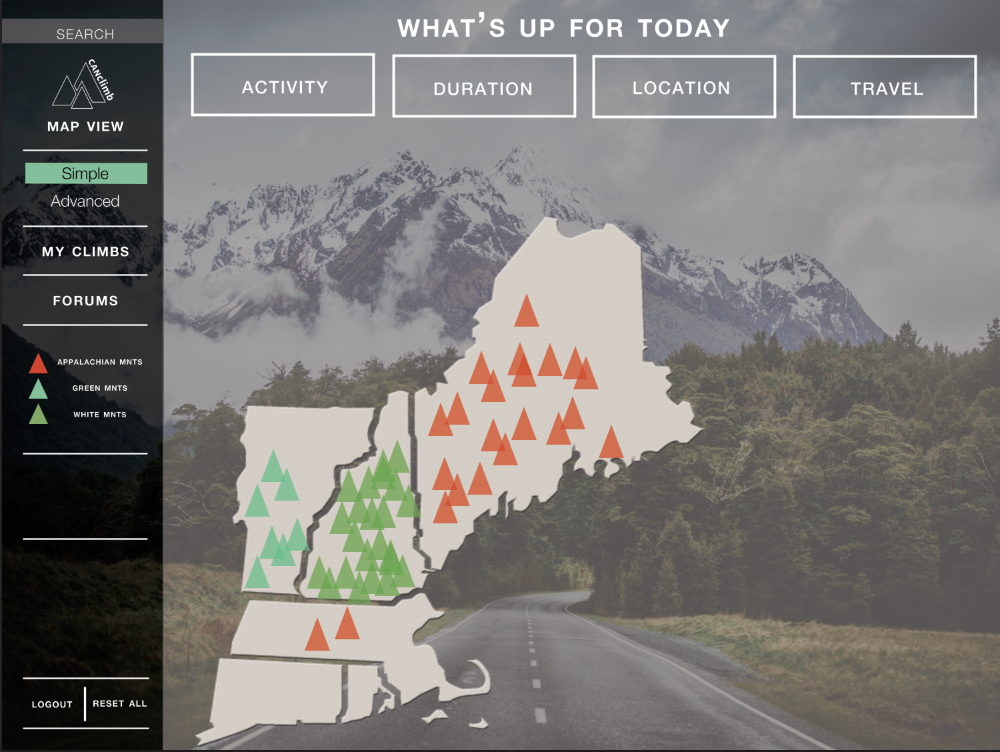 SEARCH
CANclimb
MAP VIEW
Simple
Advanced
MY CLIMBS
FORUMS
APPALACHIAN MNTS
GREEN MNTS
WHITE MNTS
LOGOUT
RESET ALL
WHAT'S UP FOR TODAY
ACTIVITY
DURATION
LOCATION
TRAVEL